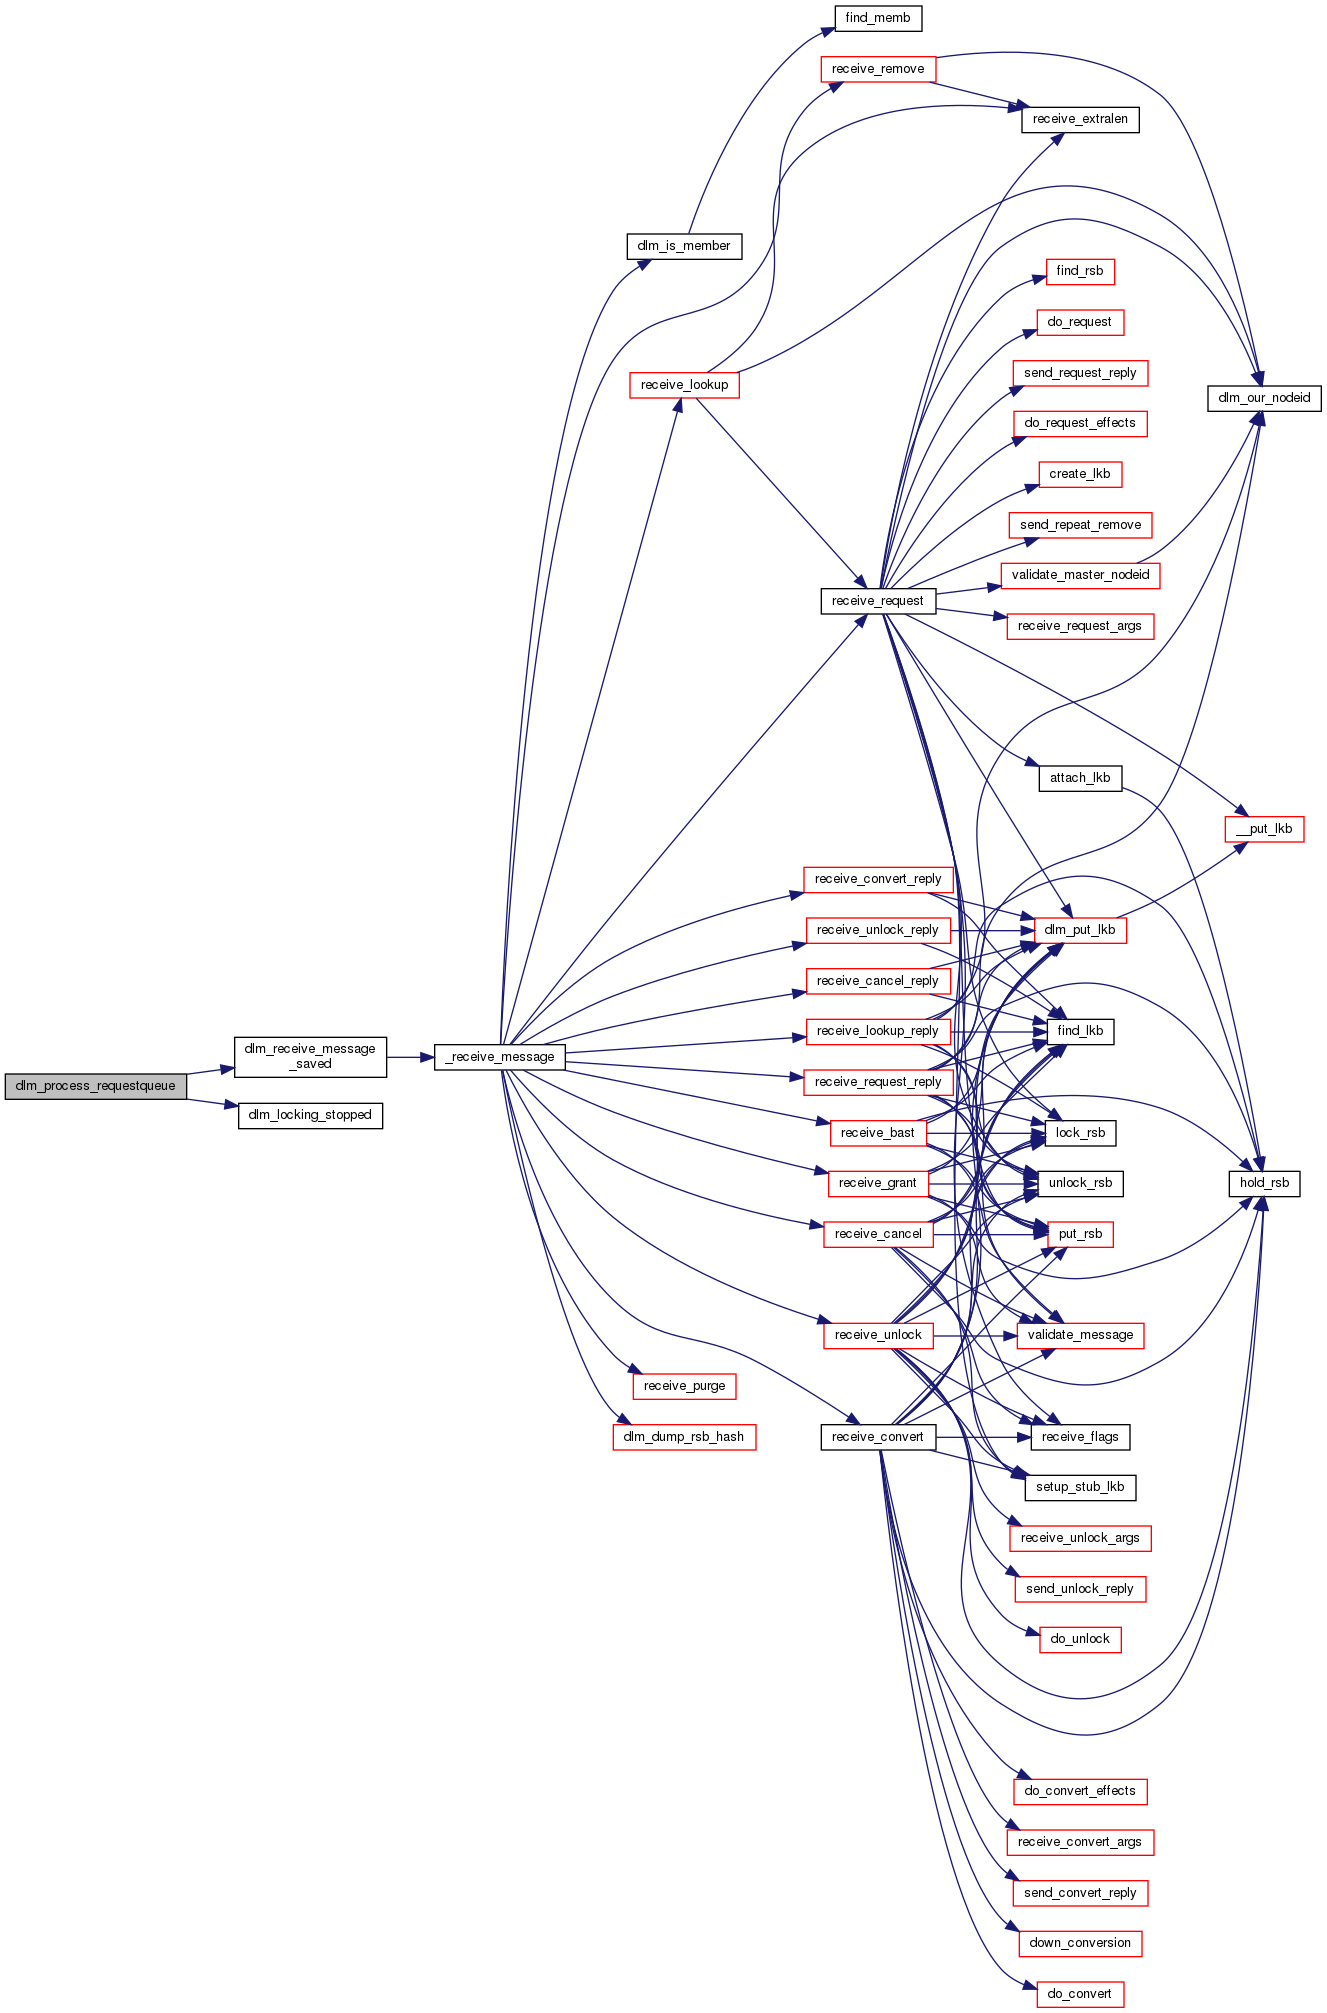 find_memb
receive_remove
receive_extralen
dlm_is_member
find_rsb
do_request
send_request_reply
receive_lookup
dlm_our_nodeid
do_request_effects
create_lkb
send_repeat_remove
validate_master_nodeid
receive_request
receive_request_args
attach_lkb
__put_lkb
receive_convert_reply
receive_unlock_reply
dlm_put_lkb
receive_cancel_reply
receive_lookup_reply
find_lkb
dlm_receive_message
_saved
_receive_message
receive_request_reply
dlm_process_requestqueue
dlm_locking_stopped
receive_bast
lock_rsb
receive_grant
unlock_rsb
hold_rsb
receive_cancel
put_rsb
receive_unlock
validate_message
receive_purge
dlm_dump_rsb_hash
receive_convert
receive_flags
setup_stub_lkb
receive_unlock_args
send_unlock_reply
do_unlock
do_convert_effects
receive_convert_args
send_convert_reply
down_conversion
do_convert